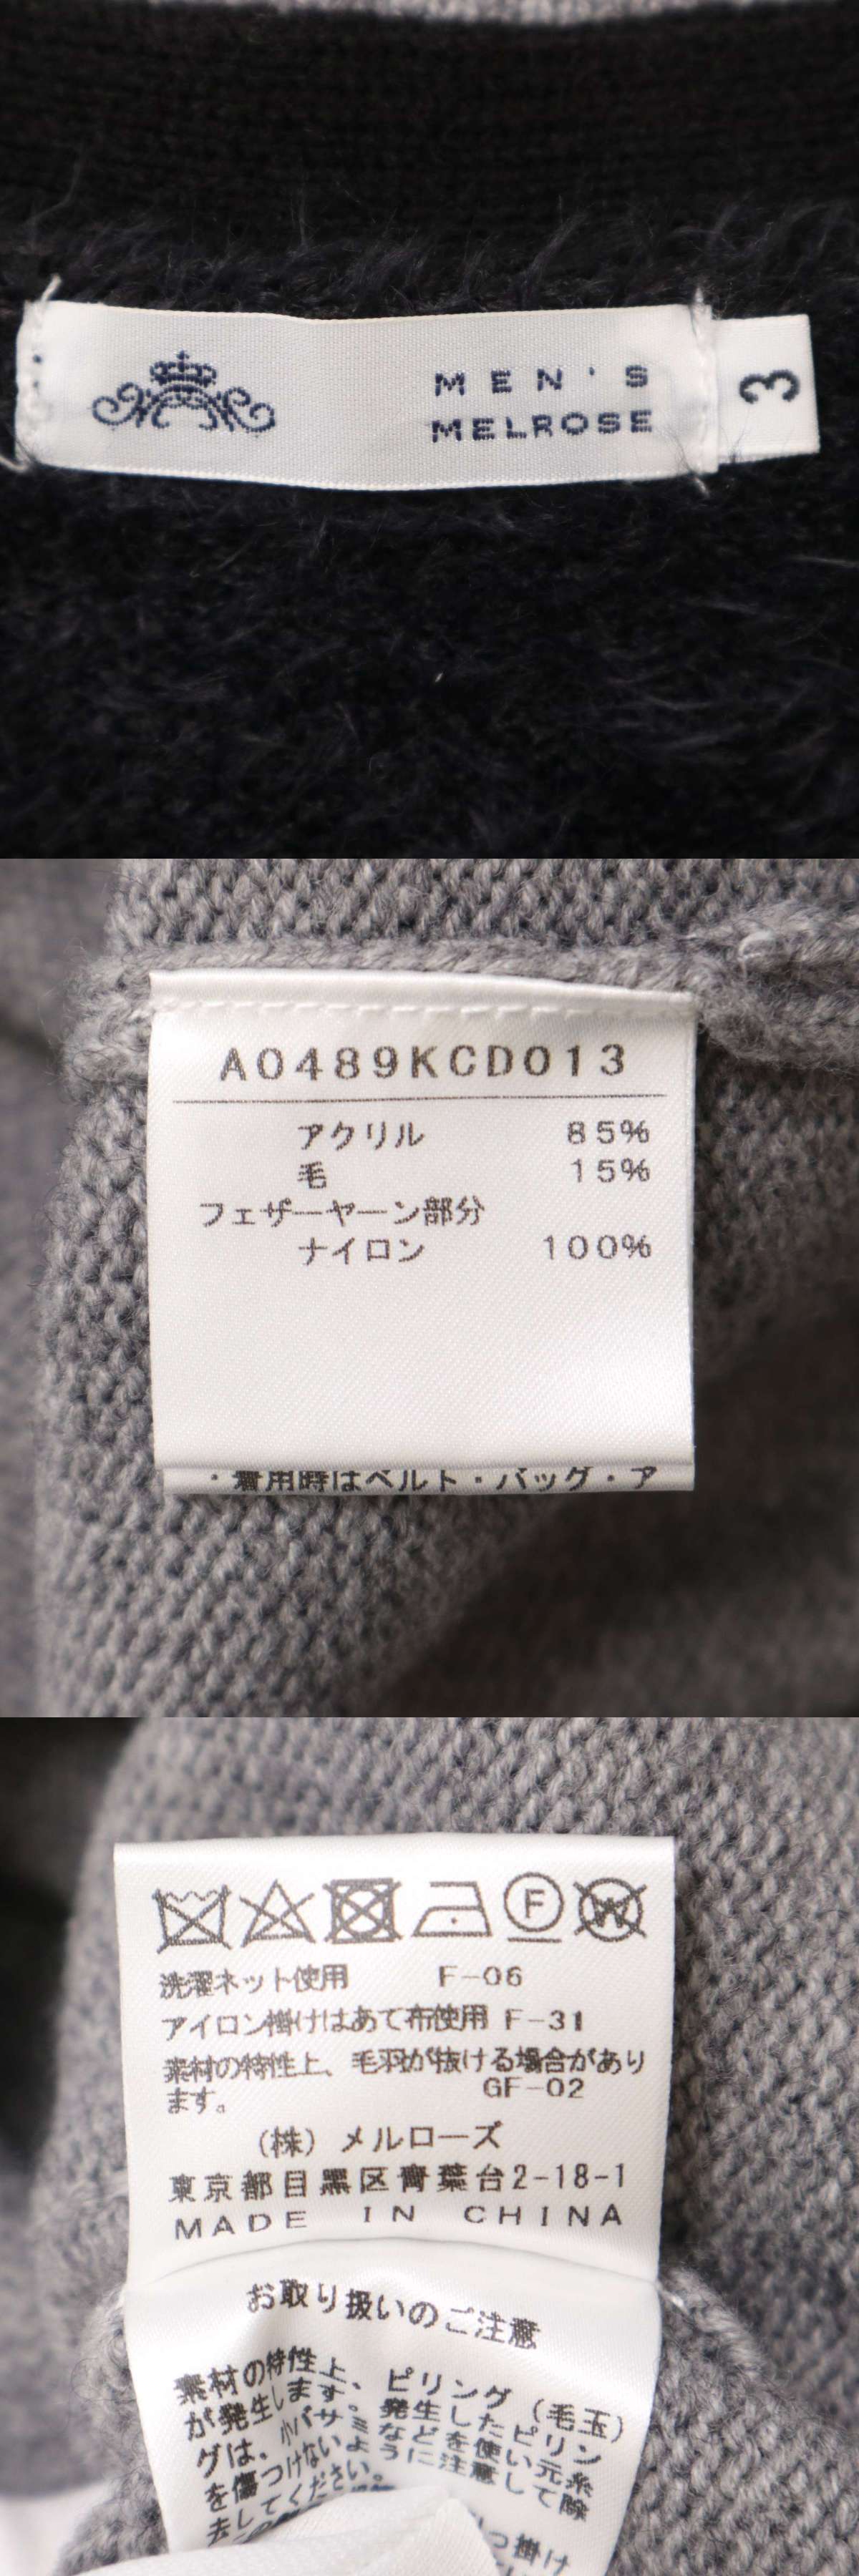 MEN'S
MELROSE
3
A0489KCD013
アクリル 85%
毛 15%
フェザーヤーン部分
ナイロン 100%
・着用時はベルト・バッグ・ア
F
W
洗濯ネット使用 F-06
アイロン掛けはあて布使用 F-31
素材の特性上、毛羽が抜ける場合があり
ます。 GF-02
(株) メルローズ
東京都目黒区青葉台2-18-1
MADE IN CHINA
お取り扱いのご注意
素材の特性上、ピリング(毛玉)
が発生します。発生したピリン
グは、小バサミなどを使い元糸
を傷つけないように注意して除
去してください。
っ掛け